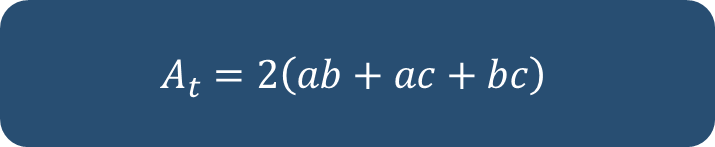 A_t = 2(ab + ac + bc)